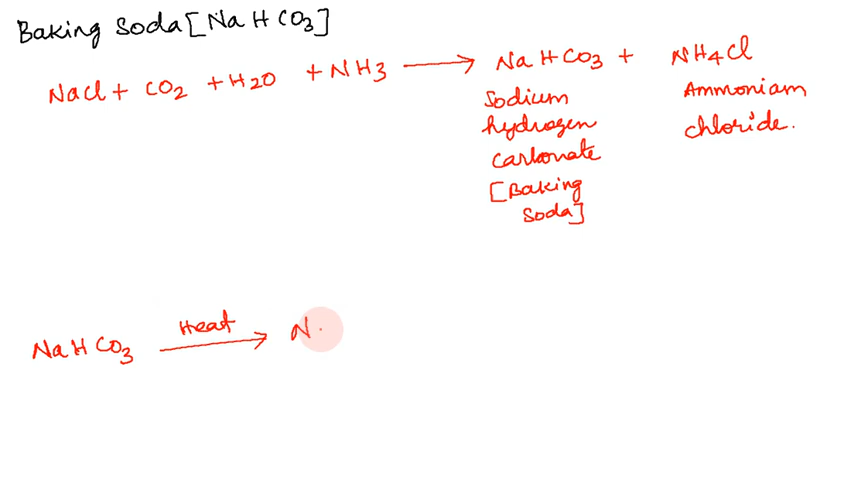 Baking Soda [NaHCO3]
NaCl + CO2 + H2O + NH3 → NaHCO3 + NH4Cl
Sodium hydrogen carbonate [Baking Soda]
Ammoniam chloride.
NaHCO3 Heat → N